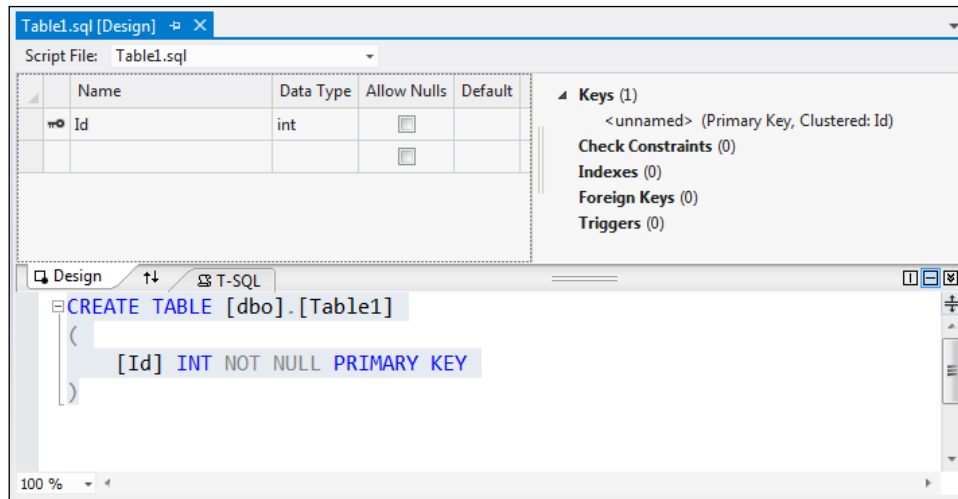 Table1.sql [Design]
Script File: Table1.sql
Name Data Type Allow Nulls Default
Id int
Keys (1)
<unnamed> (Primary Key, Clustered: Id)
Check Constraints (0)
Indexes (0)
Foreign Keys (0)
Triggers (0)
Design T-SQL
CREATE TABLE [dbo].[Table1]
(
[Id] INT NOT NULL PRIMARY KEY
)
100 %